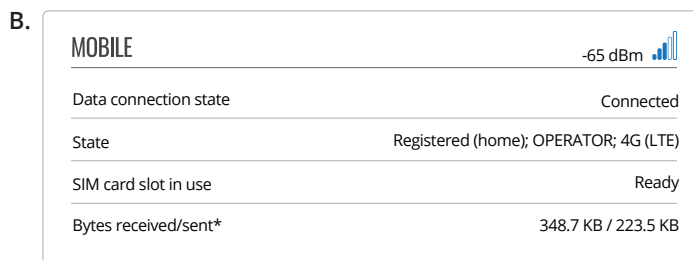 B.
MOBILE -65 dBm
Data connection state Connected
State Registered (home); OPERATOR; 4G (LTE)
SIM card slot in use Ready
Bytes received/sent* 348.7 KB / 223.5 KB